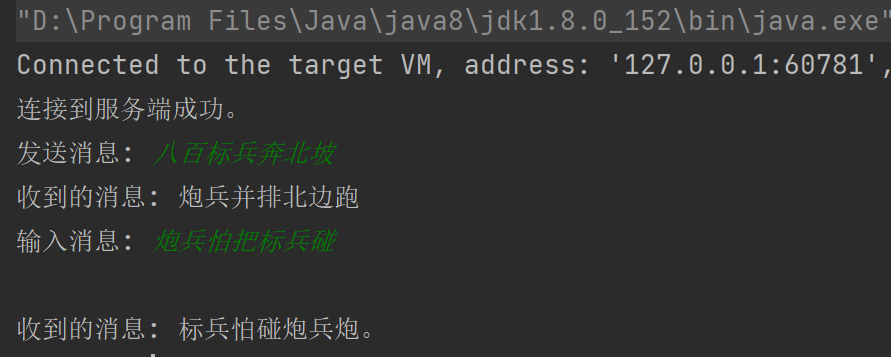 "D:\Program Files\Java\java8\jdk1.8.0_152\bin\java.exe"
Connected to the target VM, address: '127.0.0.1:60781',
连接到服务端成功。
发送消息: 八百标兵奔北坡
收到的消息: 炮兵并排北边跑
输入消息: 炮兵怕把标兵碰
收到的消息: 标兵怕碰炮兵炮。